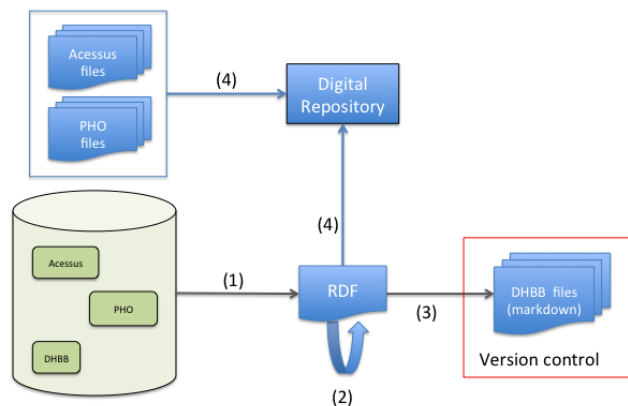 Acessus
files
(4)
Digital
Repository
PHO
files
(4)
Acessus
(1)
RDF
(3)
DHBB files
(markdown)
PHO
DHBB
Version control
(2)